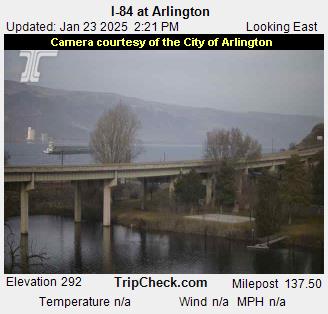 I-84 at Arlington
Updated: Jan 23 2025 2:21 PM Looking East
Camera courtesy of the City of Arlington
Elevation 292 TripCheck.com Milepost 137.50
Temperature n/a Wind n/a MPH n/a